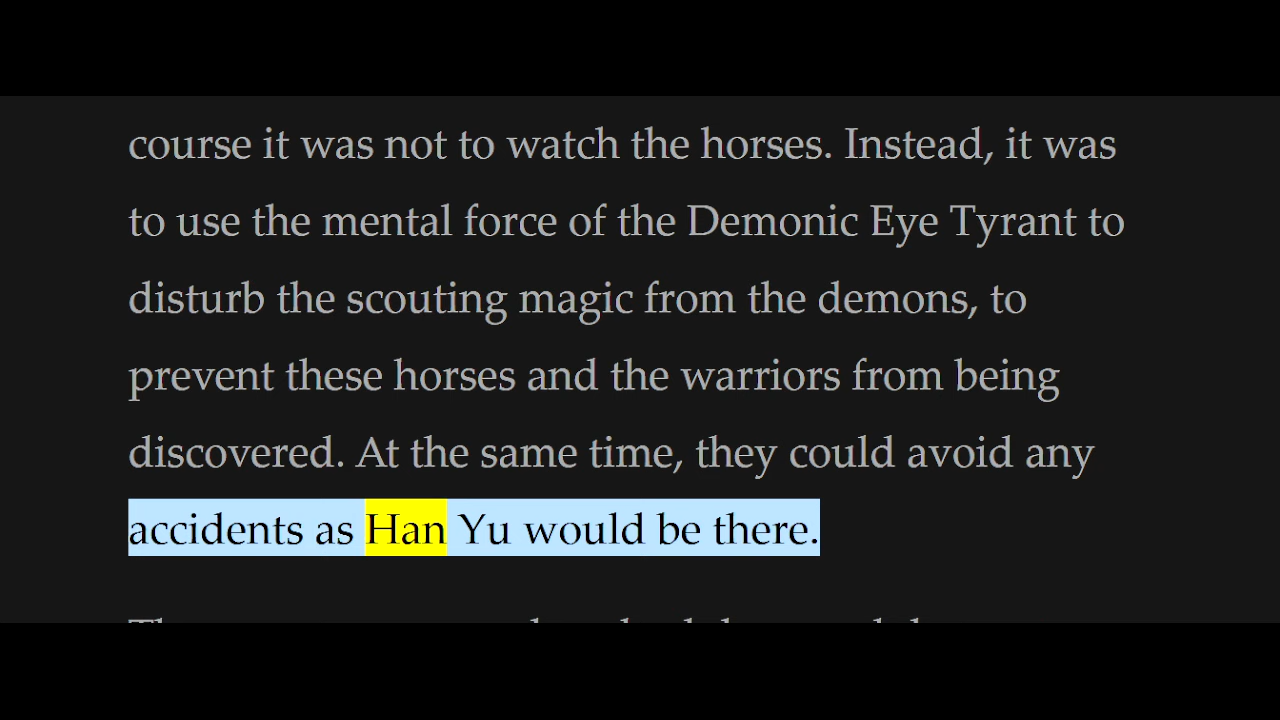 course it was not to watch the horses. Instead, it was
to use the mental force of the Demonic Eye Tyrant to
disturb the scouting magic from the demons, to
prevent these horses and the warriors from being
discovered. At the same time, they could avoid any
accidents as Han Yu would be there.